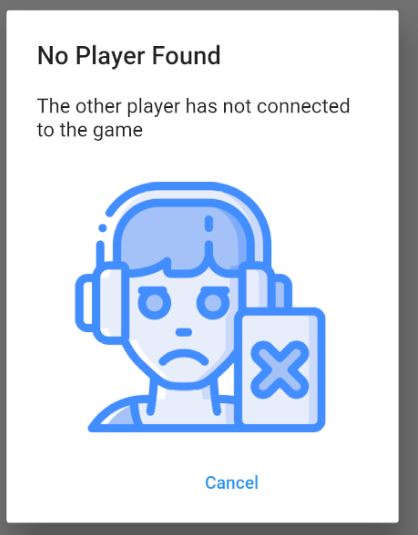 No Player Found
The other player has not connected
to the game
Cancel